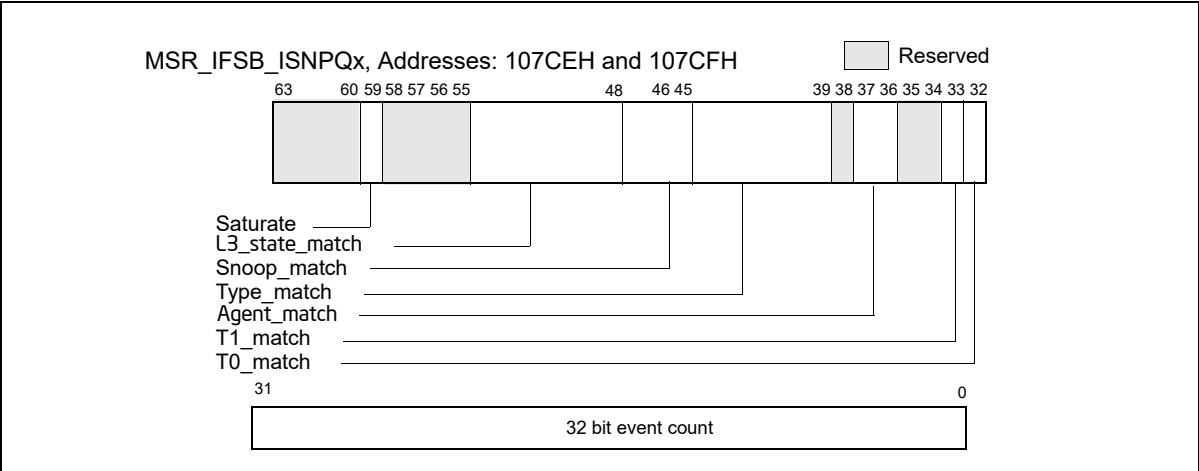 MSR_IFSB_ISNPQx, Addresses: 107CEH and 107CFH
Reserved
63 60 59 58 57 56 55 48 46 45 39 38 37 36 35 34 33 32
Saturate
L3_state_match
Snoop_match
Type_match
Agent_match
T1_match
T0_match
31 0
32 bit event count